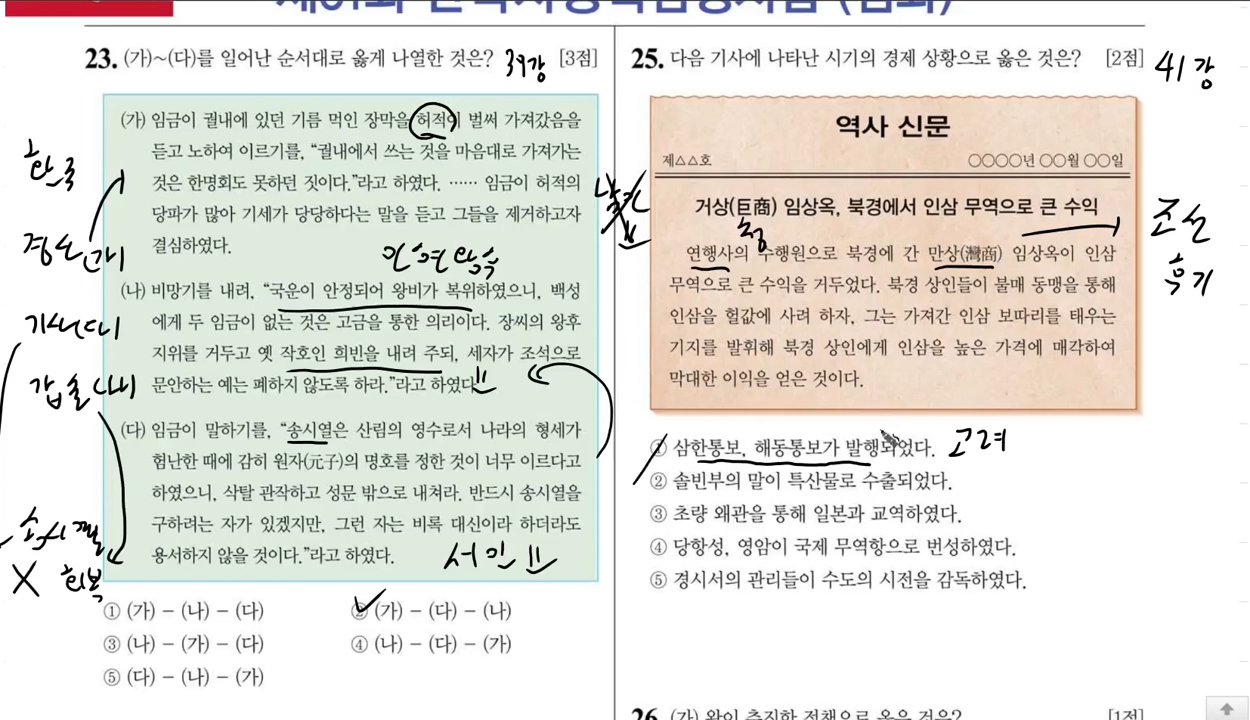 23. (가)~(다)를 일어난 순서대로 옳게 나열한 것은? 39강 [3점]
(가) 임금이 궐내에 있던 기름 먹인 장막을 허적이 벌써 가져갔음을
듣고 노하여 이르기를, “궐내에서 쓰는 것을 마음대로 가져가는
것은 한명회도 못하던 짓이다.”라고 하였다. …… 임금이 허적의
당파가 많아 기세가 당당하다는 말을 듣고 그들을 제거하고자
결심하였다.
(나) 비망기를 내려, “국운이 안정되어 왕비가 복위하였으니, 백성
에게 두 임금이 없는 것은 고금을 통한 의리이다. 장씨의 왕후
지위를 거두고 옛 작호인 희빈을 내려 주되, 세자가 조석으로
문안하는 예는 폐하지 않도록 하라.”라고 하였다.
(다) 임금이 말하기를, “송시열은 산림의 영수로서 나라의 형세가
험난한 때에 감히 원자(元子)의 명호를 정한 것이 너무 이르다고
하였으니, 삭탈 관작하고 성문 밖으로 내쳐라. 반드시 송시열을
구하려는 자가 있겠지만, 그런 자는 비록 대신이라 하더라도
용서하지 않을 것이다.”라고 하였다.
서인
환국
인현왕후
송시열
X
① (가) - (나) - (다)
② (가) - (다) - (나)
③ (나) - (가) - (다)
④ (나) - (다) - (가)
⑤ (다) - (나) - (가)
25. 다음 기사에 나타난 시기의 경제 상황으로 옳은 것은? [2점]
41강
역사 신문
제△△호 ○○○○년 ○○월 ○○일
거상(巨商) 임상옥, 북경에서 인삼 무역으로 큰 수익
청
조선
후기
연행사의 수행원으로 북경에 간 만상(灣商) 임상옥이 인삼
무역으로 큰 수익을 거두었다. 북경 상인들이 불매 동맹을 통해
인삼을 헐값에 사려 하자, 그는 가져간 인삼 보따리를 태우는
기지를 발휘해 북경 상인에게 인삼을 높은 가격에 매각하여
막대한 이익을 얻은 것이다.
① 삼한통보, 해동통보가 발행되었다. 고려
② 솔빈부의 말이 특산물로 수출되었다.
③ 초량 왜관을 통해 일본과 교역하였다.
④ 당항성, 영암이 국제 무역항으로 번성하였다.
⑤ 경시서의 관리들이 수도의 시전을 감독하였다.
26. (가) 왕이 추진한 정책으로 옳은 것은? [1점]